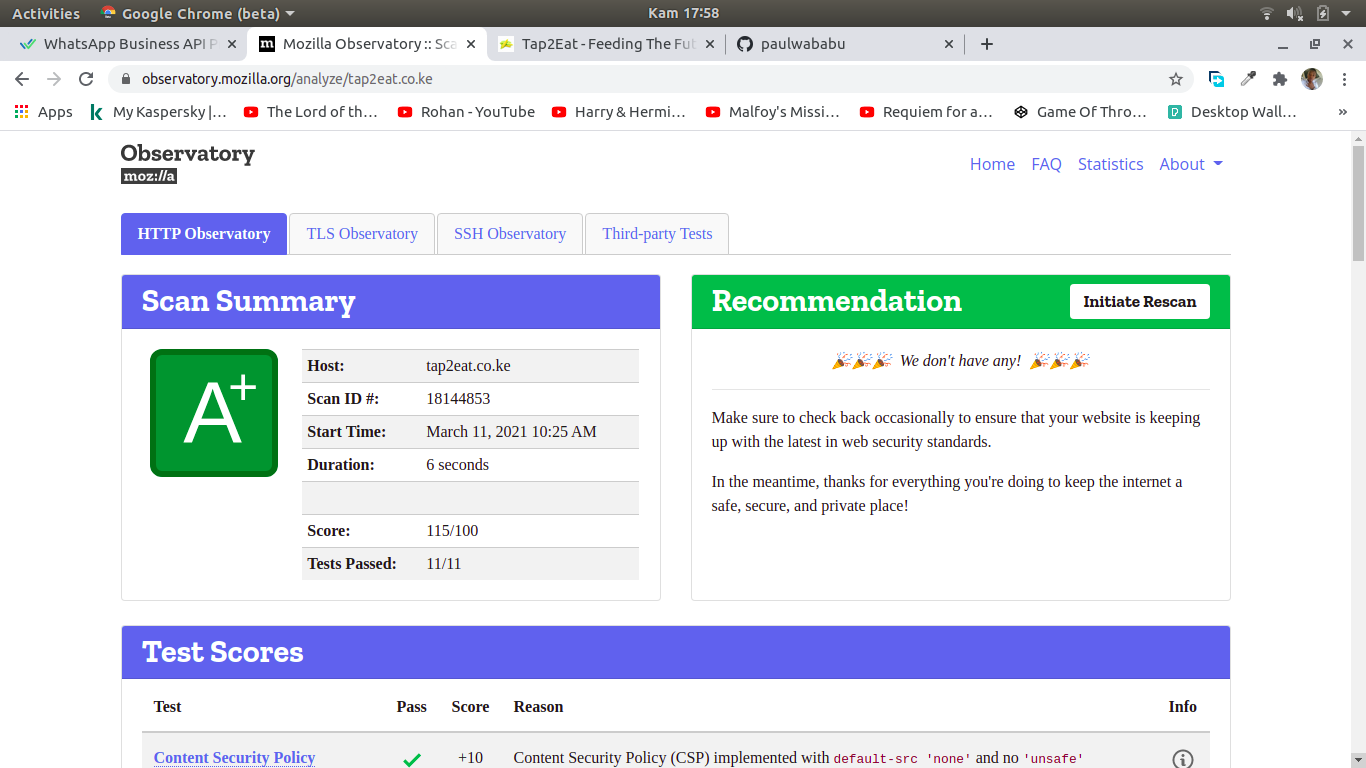 Activities Google Chrome (beta) Kam 17:58
WhatsApp Business API P Mozilla Observatory :: Sca Tap2Eat - Feeding The Fut paulwababu
observatory.mozilla.org/analyze/tap2eat.co.ke
Apps My Kaspersky |... The Lord of th... Rohan - YouTube Harry & Hermi... Malfoy's Missi... Requiem for a... Game Of Thro... Desktop Wall... »
Observatory
moz://a
Home FAQ Statistics About
HTTP Observatory TLS Observatory SSH Observatory Third-party Tests
Scan Summary
A+
Host: tap2eat.co.ke
Scan ID #: 18144853
Start Time: March 11, 2021 10:25 AM
Duration: 6 seconds
Score: 115/100
Tests Passed: 11/11
Recommendation Initiate Rescan
🎉🎉🎉 We don't have any! 🎉🎉🎉
Make sure to check back occasionally to ensure that your website is keeping
up with the latest in web security standards.
In the meantime, thanks for everything you're doing to keep the internet a
safe, secure, and private place!
Test Scores
Test Pass Score Reason Info
Content Security Policy +10 Content Security Policy (CSP) implemented with default-src 'none' and no 'unsafe'